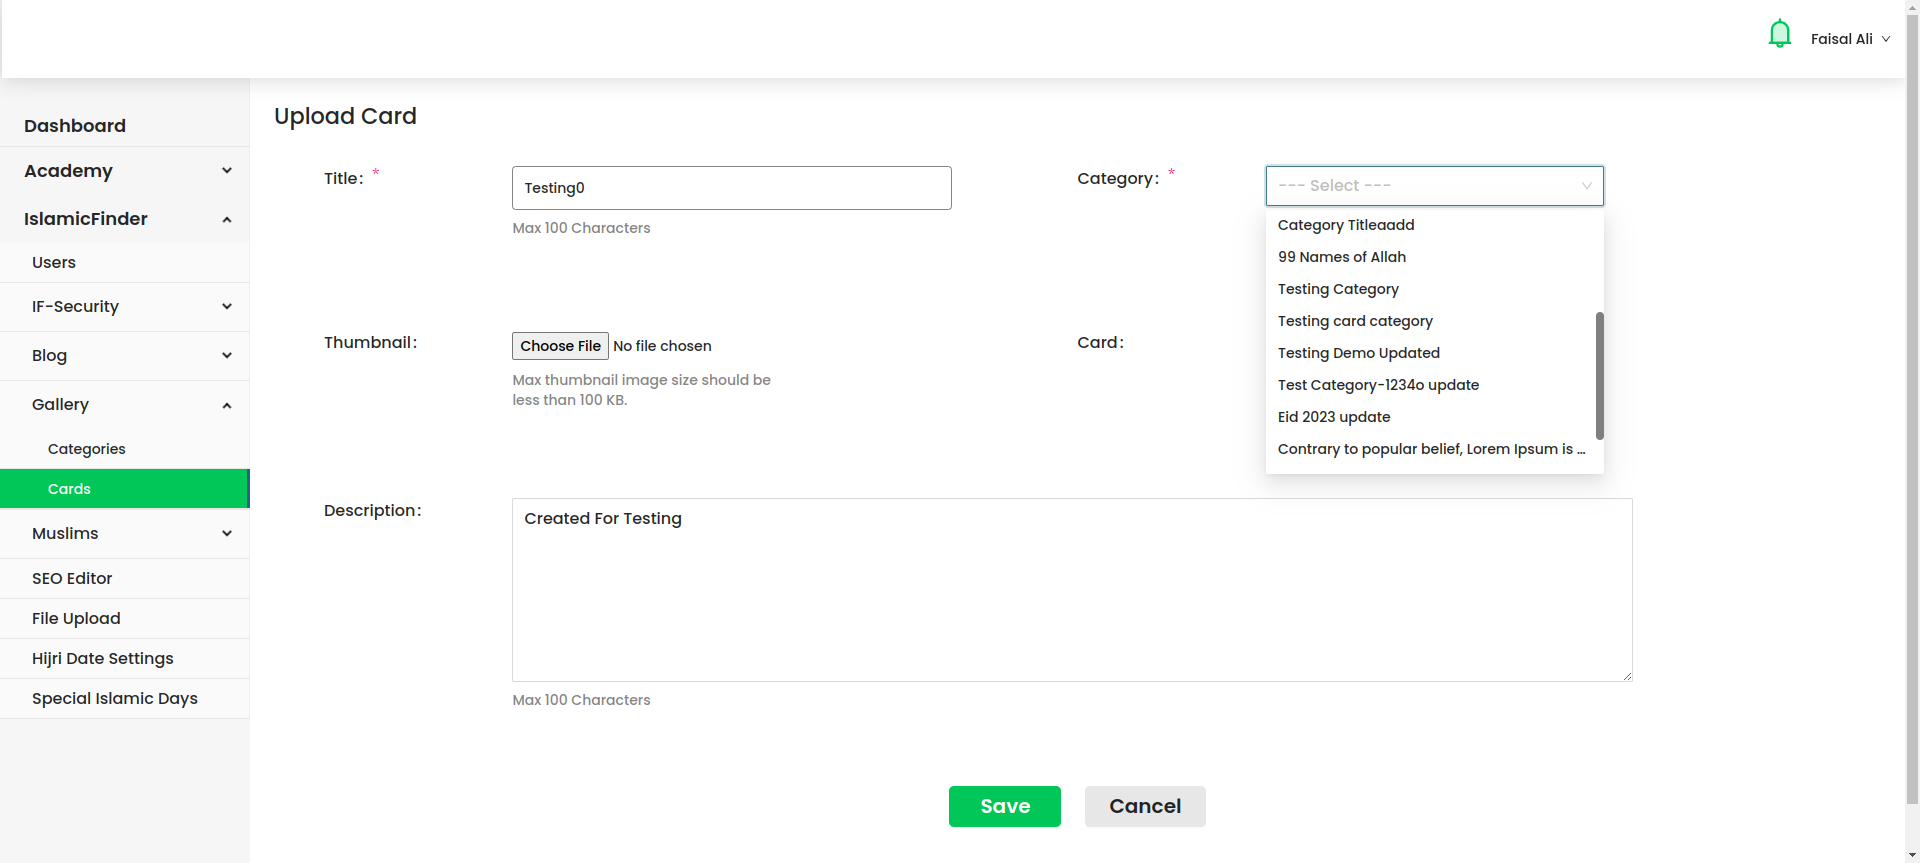 Faisal Ali
Dashboard
Academy
IslamicFinder
Users
IF-Security
Blog
Gallery
Categories
Cards
Muslims
SEO Editor
File Upload
Hijri Date Settings
Special Islamic Days
Upload Card
Title: *
Testing0
Max 100 Characters
Category: *
--- Select ---
Category Titleaadd
99 Names of Allah
Testing Category
Testing card category
Testing Demo Updated
Test Category-1234o update
Eid 2023 update
Contrary to popular belief, Lorem Ipsum is ...
Thumbnail:
Choose File No file chosen
Max thumbnail image size should be
less than 100 KB.
Card:
Description:
Created For Testing
Max 100 Characters
Save
Cancel